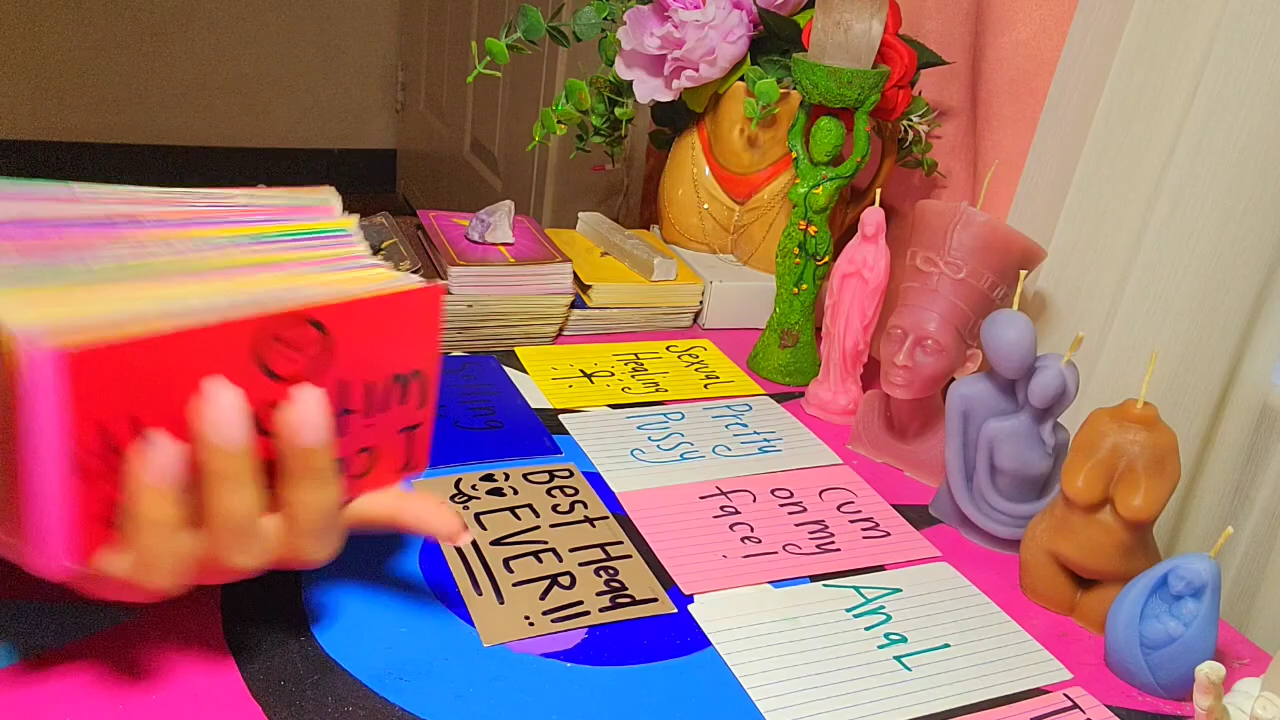 Sexual
Healing
Pretty
Pussy
Cum
on my
face!
Best Head
EVER!!
Anal